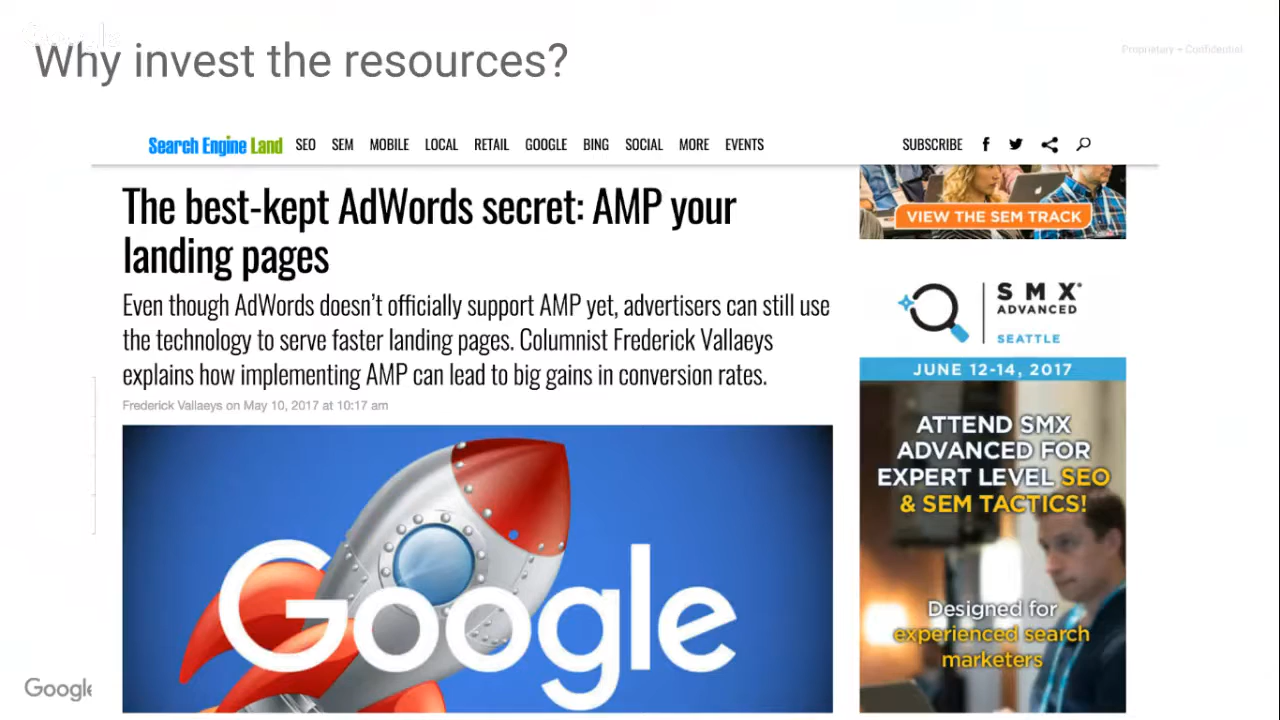 Why invest the resources?
Proprietary + Confidential
Search Engine Land SEO SEM MOBILE LOCAL RETAIL GOOGLE BING SOCIAL MORE EVENTS SUBSCRIBE
The best-kept AdWords secret: AMP your
landing pages
Even though AdWords doesn't officially support AMP yet, advertisers can still use
the technology to serve faster landing pages. Columnist Frederick Vallaeys
explains how implementing AMP can lead to big gains in conversion rates.
Frederick Vallaeys on May 10, 2017 at 10:17 am
Google
VIEW THE SEM TRACK
SMX®
ADVANCED
SEATTLE
JUNE 12-14, 2017
ATTEND SMX
ADVANCED FOR
EXPERT LEVEL SEO
& SEM TACTICS!
Designed for
experienced search
marketers
Google